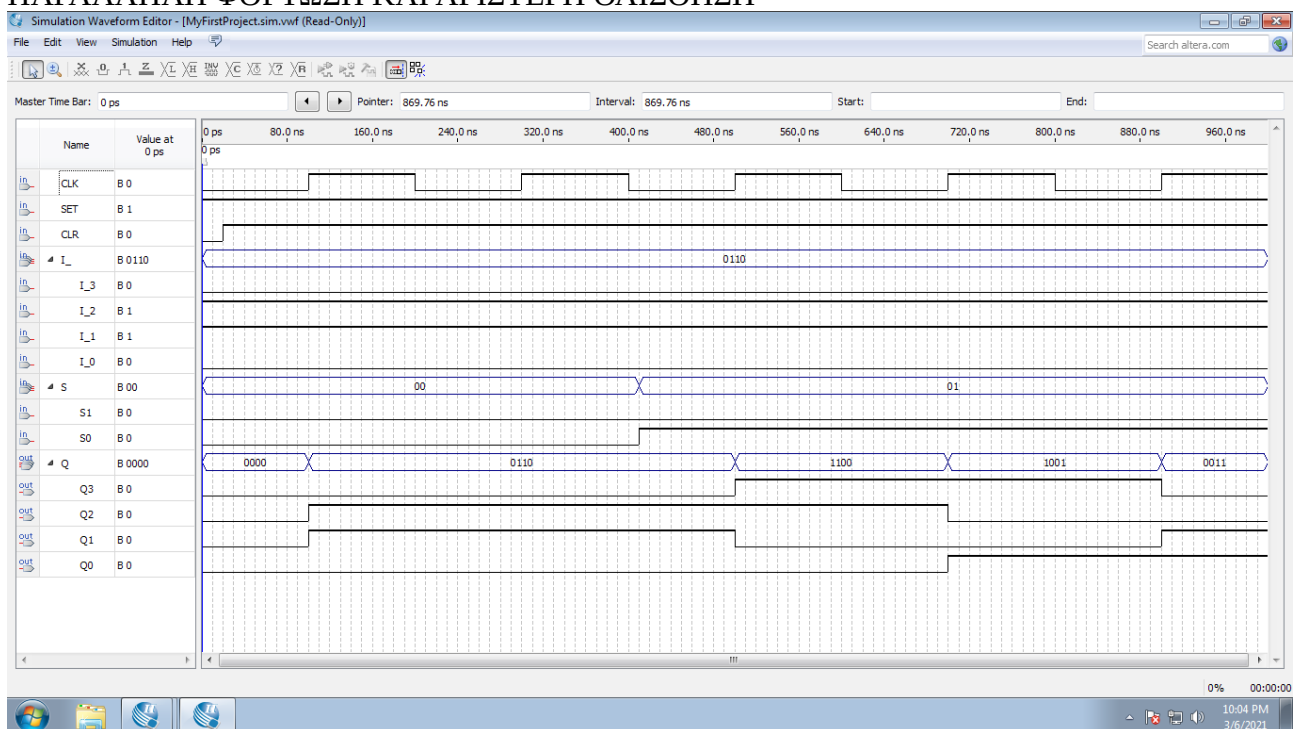 ΠΑΡΑΛΛΗΛΗ ΦΟΡΤΩΣΗ ΚΑΙ ΑΡΙΣΤΕΡΗ ΟΛΙΣΘΗΣΗ
Simulation Waveform Editor - [MyFirstProject.sim.vwf (Read-Only)]
File Edit View Simulation Help
Search altera.com
Master Time Bar: 0 ps Pointer: 869.76 ns Interval: 869.76 ns Start: End:
Name Value at 0 ps
0 ps 80.0 ns 160.0 ns 240.0 ns 320.0 ns 400.0 ns 480.0 ns 560.0 ns 640.0 ns 720.0 ns 800.0 ns 880.0 ns 960.0 ns
0 ps
CLK B 0
SET B 1
CLR B 0
I_ B 0110 0110
I_3 B 0
I_2 B 1
I_1 B 1
I_0 B 0
S B 00 00 01
S1 B 0
S0 B 0
Q B 0000 0000 0110 1100 1001 0011
Q3 B 0
Q2 B 0
Q1 B 0
Q0 B 0
0% 00:00:00
10:04 PM
3/6/2021